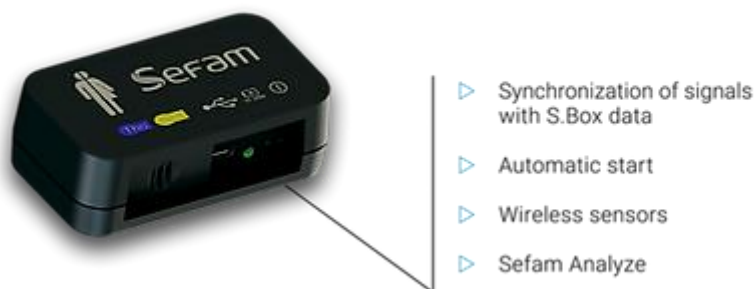 Sefam
Synchronization of signals
with S.Box data
Automatic start
Wireless sensors
Sefam Analyze